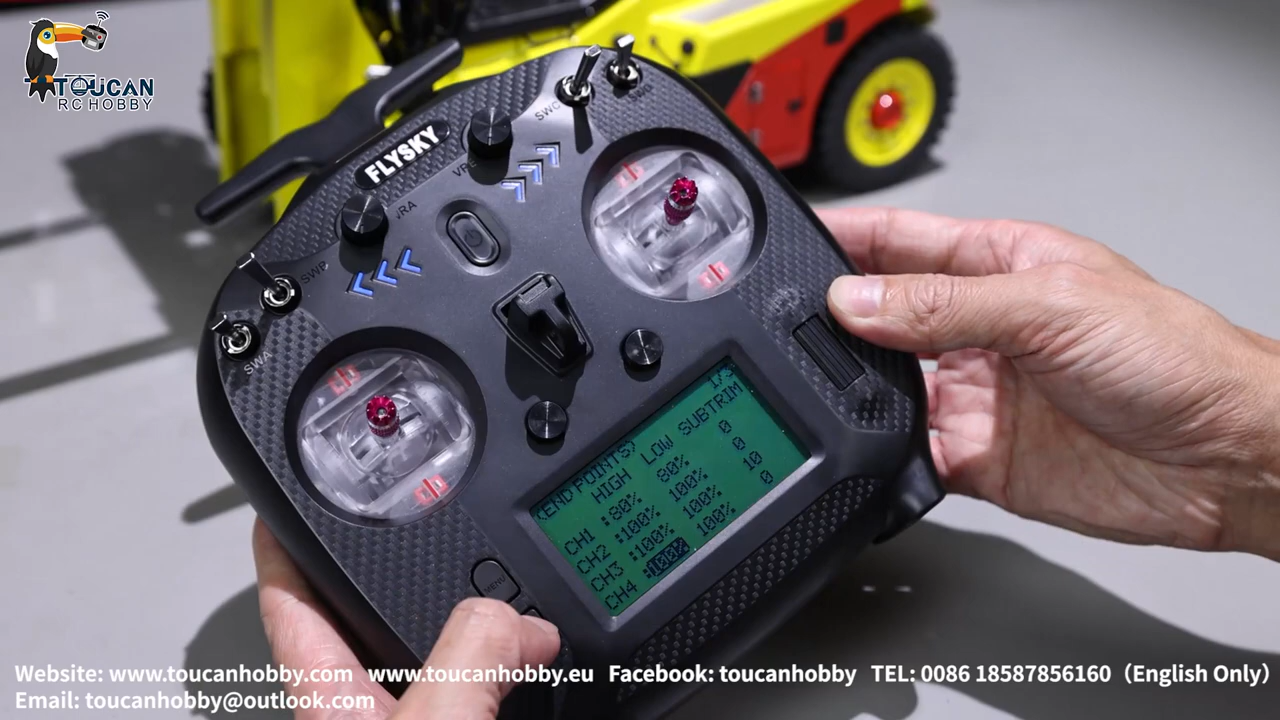 TOUCAN
RC HOBBY
FLYSKY
SWC
VRB
VRA
SWB
SWA
1/3
<END POINTS>
HIGH LOW SUBTRIM
CH1 :80% 80% 0
CH2 :100% 100% 0
CH3 :100% 100% 10
CH4 :100% 100% 0
MENU
Website: www.toucanhobby.com www.toucanhobby.eu Facebook: toucanhobby TEL: 0086 18587856160（English Only）
Email: toucanhobby@outlook.com